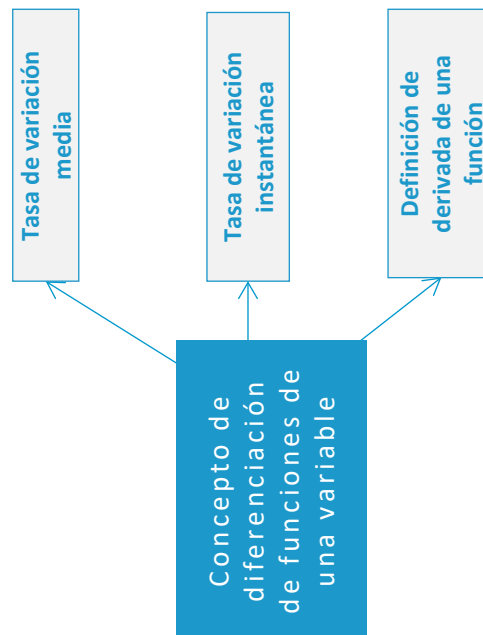 Concepto de
diferenciación
de funciones de
una variable
Tasa de variación
media
Tasa de variación
instantánea
Definición de
derivada de una
función